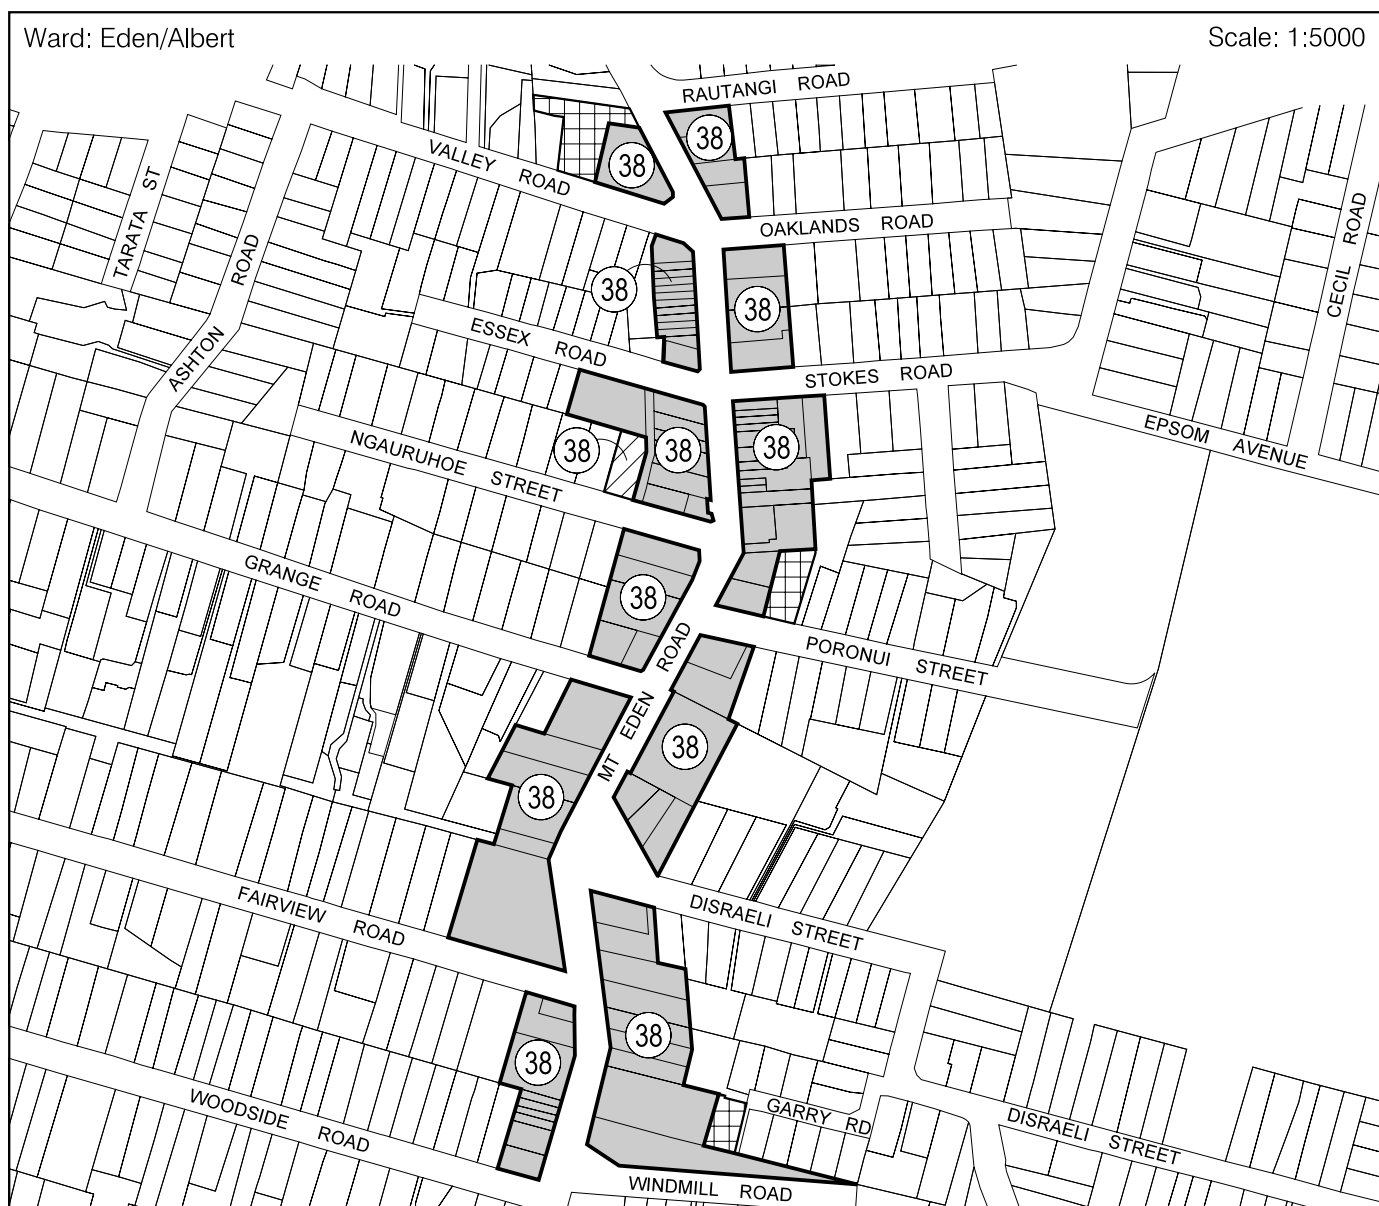 Ward: Eden/Albert
Scale: 1:5000
RAUTANGI ROAD
38
38
VALLEY ROAD
TARATA ST
OAKLANDS ROAD
CECIL ROAD
ASHTON ROAD
38
38
ESSEX ROAD
STOKES ROAD
EPSOM AVENUE
NGAURUHOE STREET
38
38
38
GRANGE ROAD
38
PORONUI STREET
MT EDEN ROAD
38
38
FAIRVIEW ROAD
DISRAELI STREET
38
38
WOODSIDE ROAD
GARRY RD
DISRAELI STREET
WINDMILL ROAD